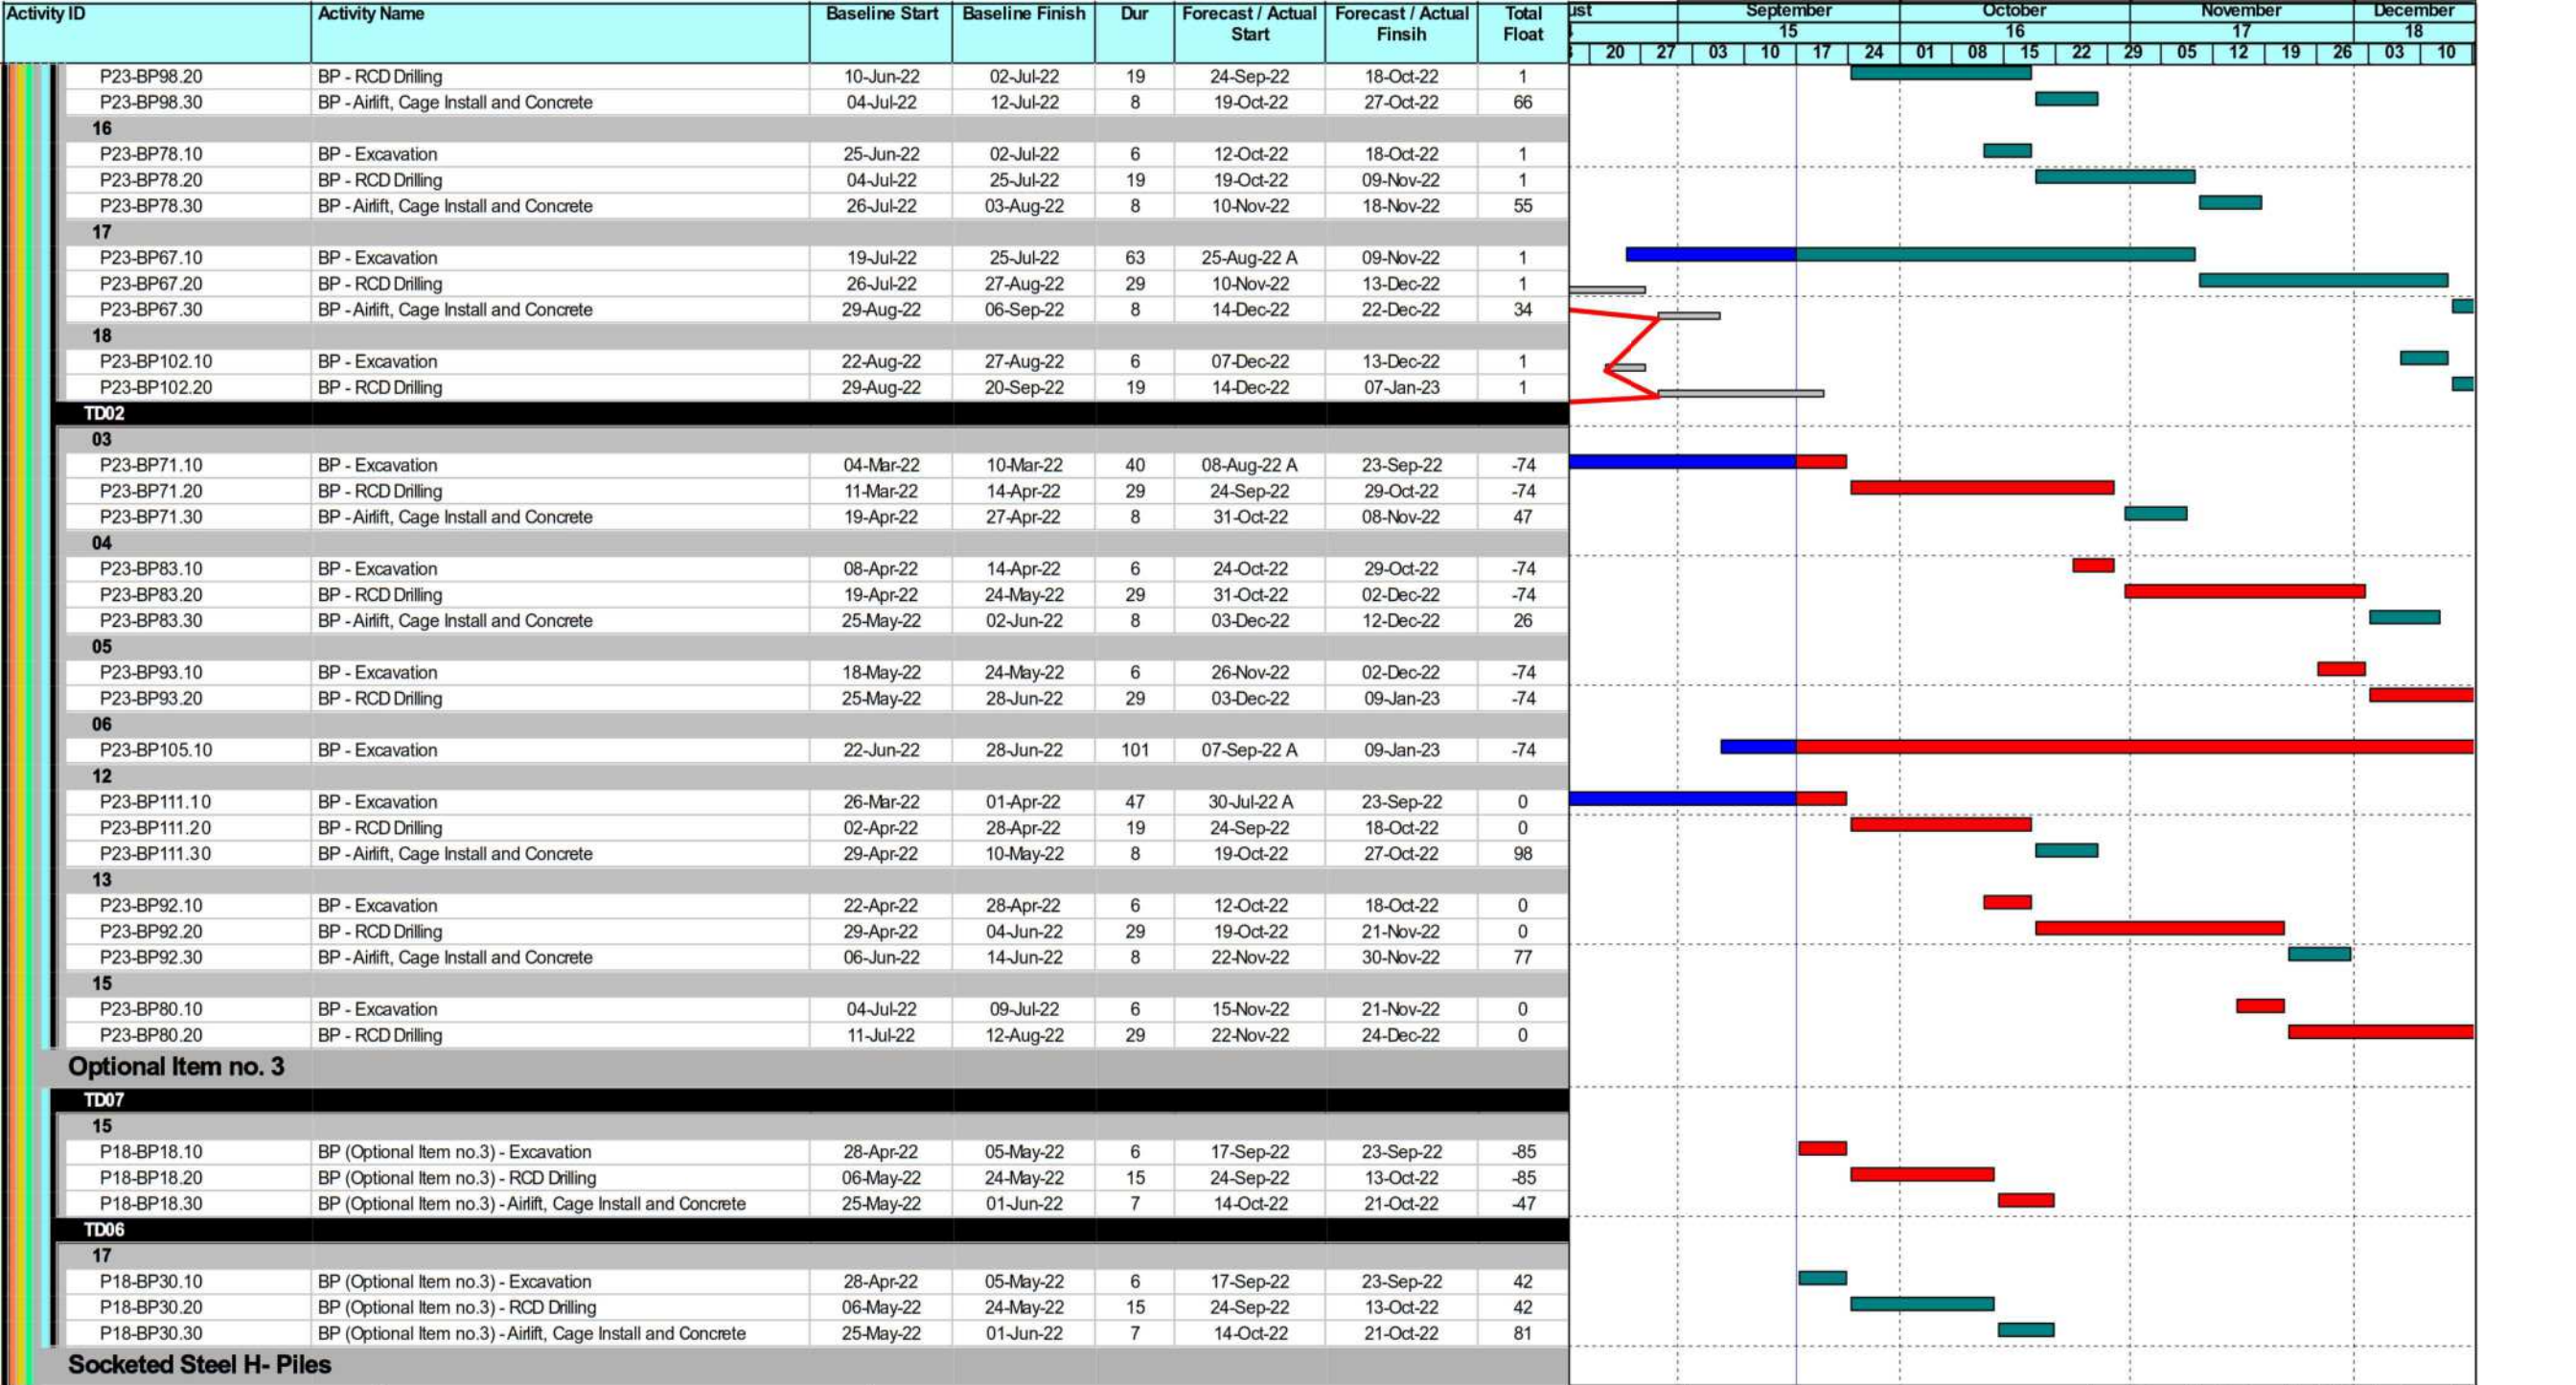 Activity ID Activity Name Baseline Start Baseline Finish Dur Forecast / Actual Start Forecast / Actual Finsih Total Float ust September October November December
15 16 17 18
20 27 03 10 17 24 01 08 15 22 29 05 12 19 26 03 10
P23-BP98.20 BP - RCD Drilling 10-Jun-22 02-Jul-22 19 24-Sep-22 18-Oct-22 1
P23-BP98.30 BP - Airlift, Cage Install and Concrete 04-Jul-22 12-Jul-22 8 19-Oct-22 27-Oct-22 66
16
P23-BP78.10 BP - Excavation 25-Jun-22 02-Jul-22 6 12-Oct-22 18-Oct-22 1
P23-BP78.20 BP - RCD Drilling 04-Jul-22 25-Jul-22 19 19-Oct-22 09-Nov-22 1
P23-BP78.30 BP - Airlift, Cage Install and Concrete 26-Jul-22 03-Aug-22 8 10-Nov-22 18-Nov-22 55
17
P23-BP67.10 BP - Excavation 19-Jul-22 25-Jul-22 63 25-Aug-22 A 09-Nov-22 1
P23-BP67.20 BP - RCD Drilling 26-Jul-22 27-Aug-22 29 10-Nov-22 13-Dec-22 1
P23-BP67.30 BP - Airlift, Cage Install and Concrete 29-Aug-22 06-Sep-22 8 14-Dec-22 22-Dec-22 34
18
P23-BP102.10 BP - Excavation 22-Aug-22 27-Aug-22 6 07-Dec-22 13-Dec-22 1
P23-BP102.20 BP - RCD Drilling 29-Aug-22 20-Sep-22 19 14-Dec-22 07-Jan-23 1
TD02
03
P23-BP71.10 BP - Excavation 04-Mar-22 10-Mar-22 40 08-Aug-22 A 23-Sep-22 -74
P23-BP71.20 BP - RCD Drilling 11-Mar-22 14-Apr-22 29 24-Sep-22 29-Oct-22 -74
P23-BP71.30 BP - Airlift, Cage Install and Concrete 19-Apr-22 27-Apr-22 8 31-Oct-22 08-Nov-22 47
04
P23-BP83.10 BP - Excavation 08-Apr-22 14-Apr-22 6 24-Oct-22 29-Oct-22 -74
P23-BP83.20 BP - RCD Drilling 19-Apr-22 24-May-22 29 31-Oct-22 02-Dec-22 -74
P23-BP83.30 BP - Airlift, Cage Install and Concrete 25-May-22 02-Jun-22 8 03-Dec-22 12-Dec-22 26
05
P23-BP93.10 BP - Excavation 18-May-22 24-May-22 6 26-Nov-22 02-Dec-22 -74
P23-BP93.20 BP - RCD Drilling 25-May-22 28-Jun-22 29 03-Dec-22 09-Jan-23 -74
06
P23-BP105.10 BP - Excavation 22-Jun-22 28-Jun-22 101 07-Sep-22 A 09-Jan-23 -74
12
P23-BP111.10 BP - Excavation 26-Mar-22 01-Apr-22 47 30-Jul-22 A 23-Sep-22 0
P23-BP111.20 BP - RCD Drilling 02-Apr-22 28-Apr-22 19 24-Sep-22 18-Oct-22 0
P23-BP111.30 BP - Airlift, Cage Install and Concrete 29-Apr-22 10-May-22 8 19-Oct-22 27-Oct-22 98
13
P23-BP92.10 BP - Excavation 22-Apr-22 28-Apr-22 6 12-Oct-22 18-Oct-22 0
P23-BP92.20 BP - RCD Drilling 29-Apr-22 04-Jun-22 29 19-Oct-22 21-Nov-22 0
P23-BP92.30 BP - Airlift, Cage Install and Concrete 06-Jun-22 14-Jun-22 8 22-Nov-22 30-Nov-22 77
15
P23-BP80.10 BP - Excavation 04-Jul-22 09-Jul-22 6 15-Nov-22 21-Nov-22 0
P23-BP80.20 BP - RCD Drilling 11-Jul-22 12-Aug-22 29 22-Nov-22 24-Dec-22 0
Optional Item no. 3
TD07
15
P18-BP18.10 BP (Optional Item no.3) - Excavation 28-Apr-22 05-May-22 6 17-Sep-22 23-Sep-22 -85
P18-BP18.20 BP (Optional Item no.3) - RCD Drilling 06-May-22 24-May-22 15 24-Sep-22 13-Oct-22 -85
P18-BP18.30 BP (Optional Item no.3) - Airlift, Cage Install and Concrete 25-May-22 01-Jun-22 7 14-Oct-22 21-Oct-22 -47
TD06
17
P18-BP30.10 BP (Optional Item no.3) - Excavation 28-Apr-22 05-May-22 6 17-Sep-22 23-Sep-22 42
P18-BP30.20 BP (Optional Item no.3) - RCD Drilling 06-May-22 24-May-22 15 24-Sep-22 13-Oct-22 42
P18-BP30.30 BP (Optional Item no.3) - Airlift, Cage Install and Concrete 25-May-22 01-Jun-22 7 14-Oct-22 21-Oct-22 81
Socketed Steel H- Piles